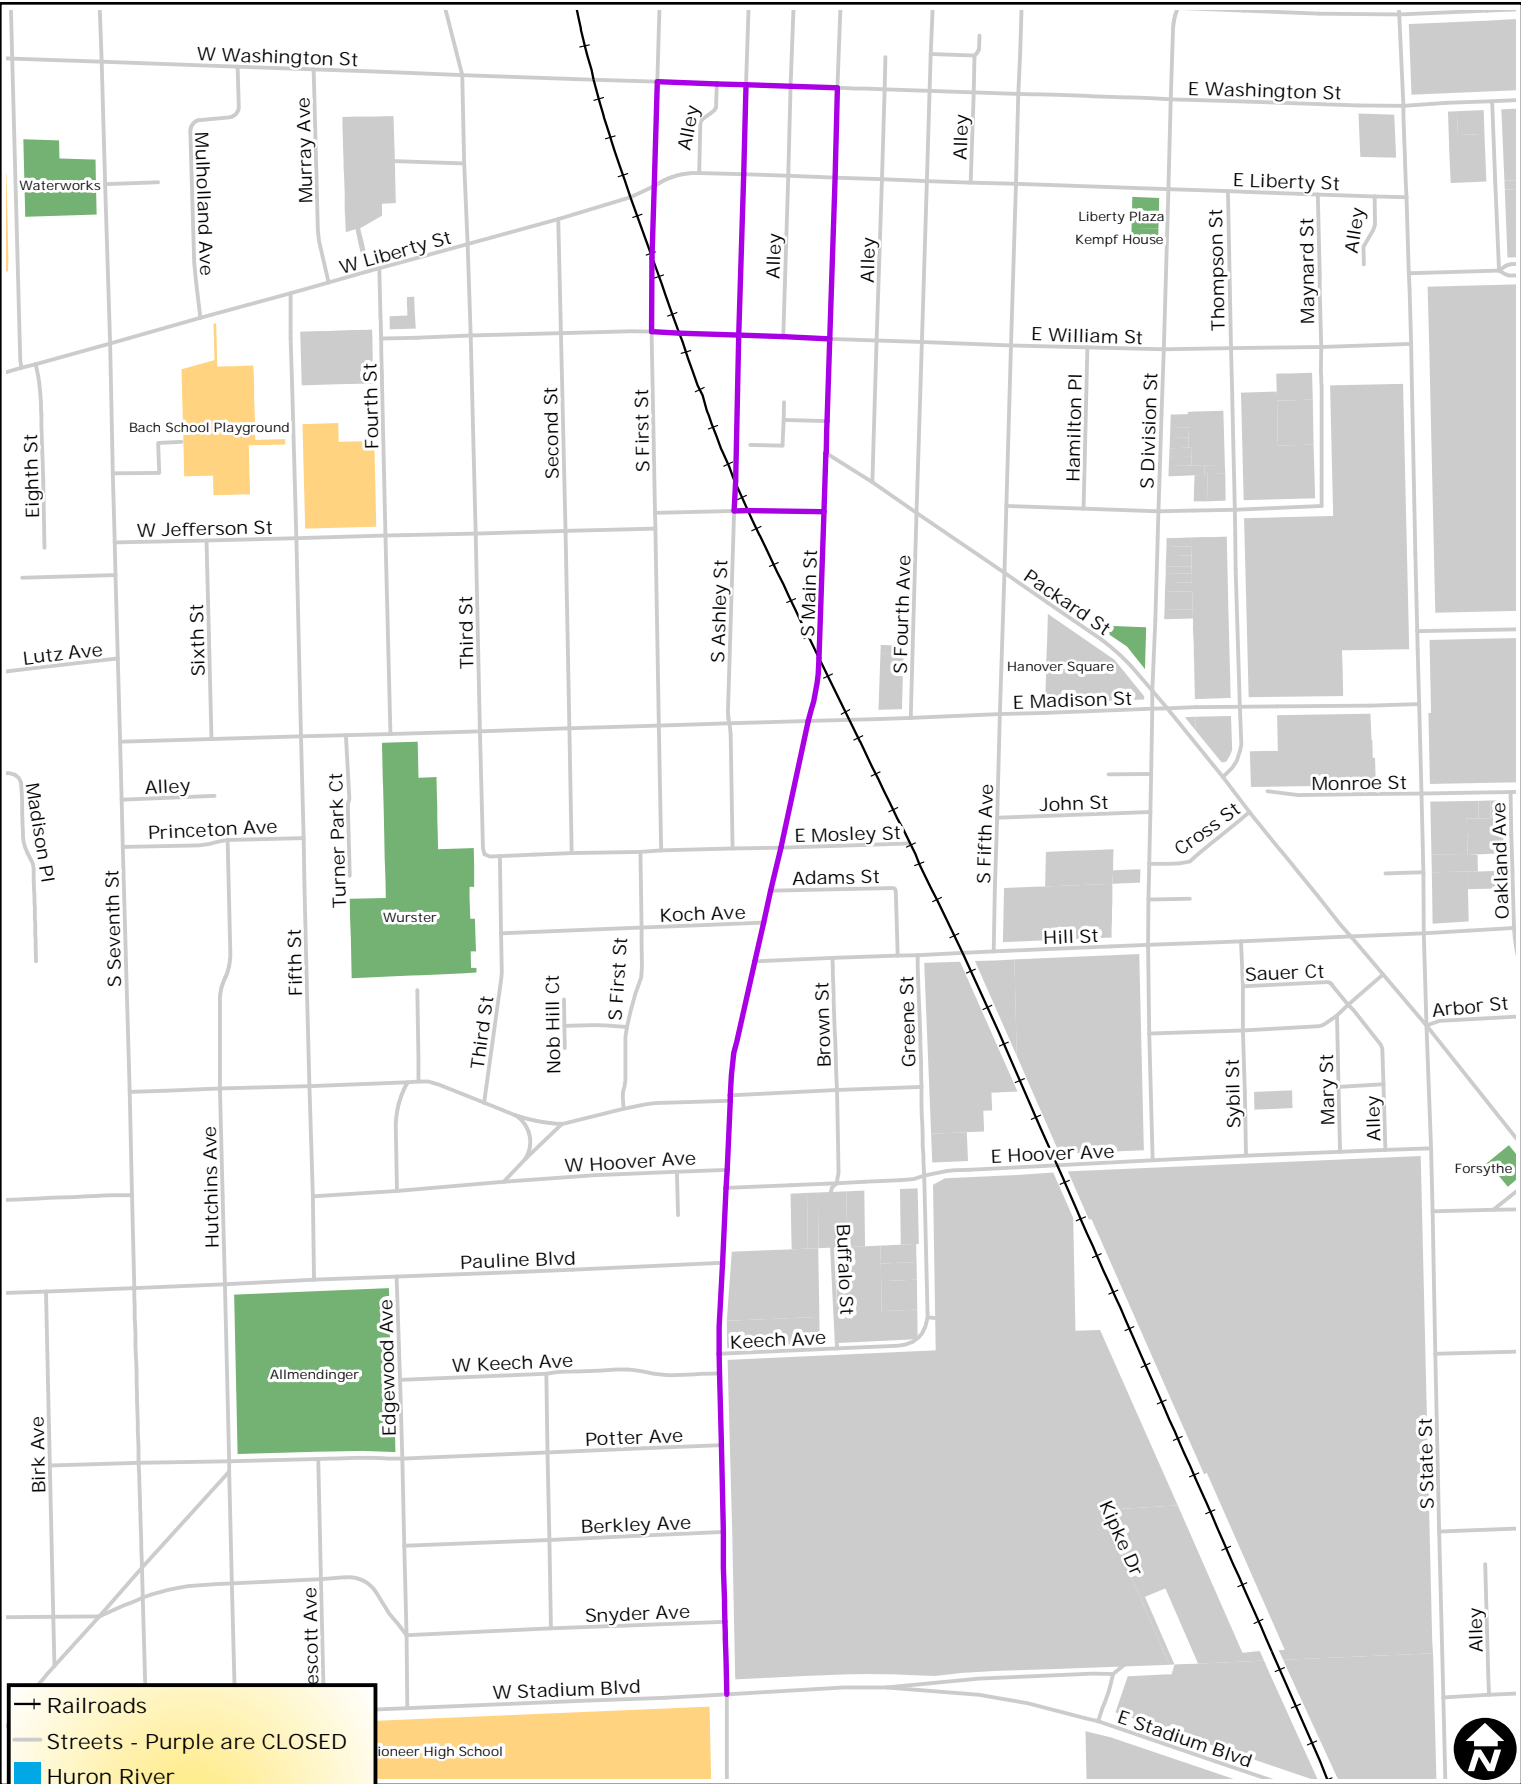 W Washington St
E Washington St
Alley
Alley
Mulholland Ave
Murray Ave
Waterworks
E Liberty St
Liberty Plaza
Kempf House
Thompson St
Maynard St
Alley
W Liberty St
Alley
Alley
E William St
Bach School Playground
Fourth St
Second St
S First St
Hamilton Pl
S Division St
Eighth St
W Jefferson St
S Ashley St
S Main St
S Fourth Ave
Packard St
Sixth St
Third St
Lutz Ave
Hanover Square
E Madison St
Madison Pl
Alley
Princeton Ave
Turner Park Ct
E Mosley St
S Fifth Ave
John St
Cross St
Monroe St
Oakland Ave
S Seventh St
Adams St
Wurster
Koch Ave
Hill St
Fifth St
Third St
Nob Hill Ct
S First St
Brown St
Greene St
Sauer Ct
Arbor St
Sybil St
Mary St
Alley
Hutchins Ave
W Hoover Ave
E Hoover Ave
Forsythe
Pauline Blvd
Buffalo St
Edgewood Ave
Keech Ave
Allmendinger
W Keech Ave
Birk Ave
Potter Ave
S State St
Kipke Dr
Berkley Ave
Snyder Ave
escott Ave
Alley
W Stadium Blvd
E Stadium Blvd
ioneer High School
Railroads
Streets - Purple are CLOSED
Huron River
N